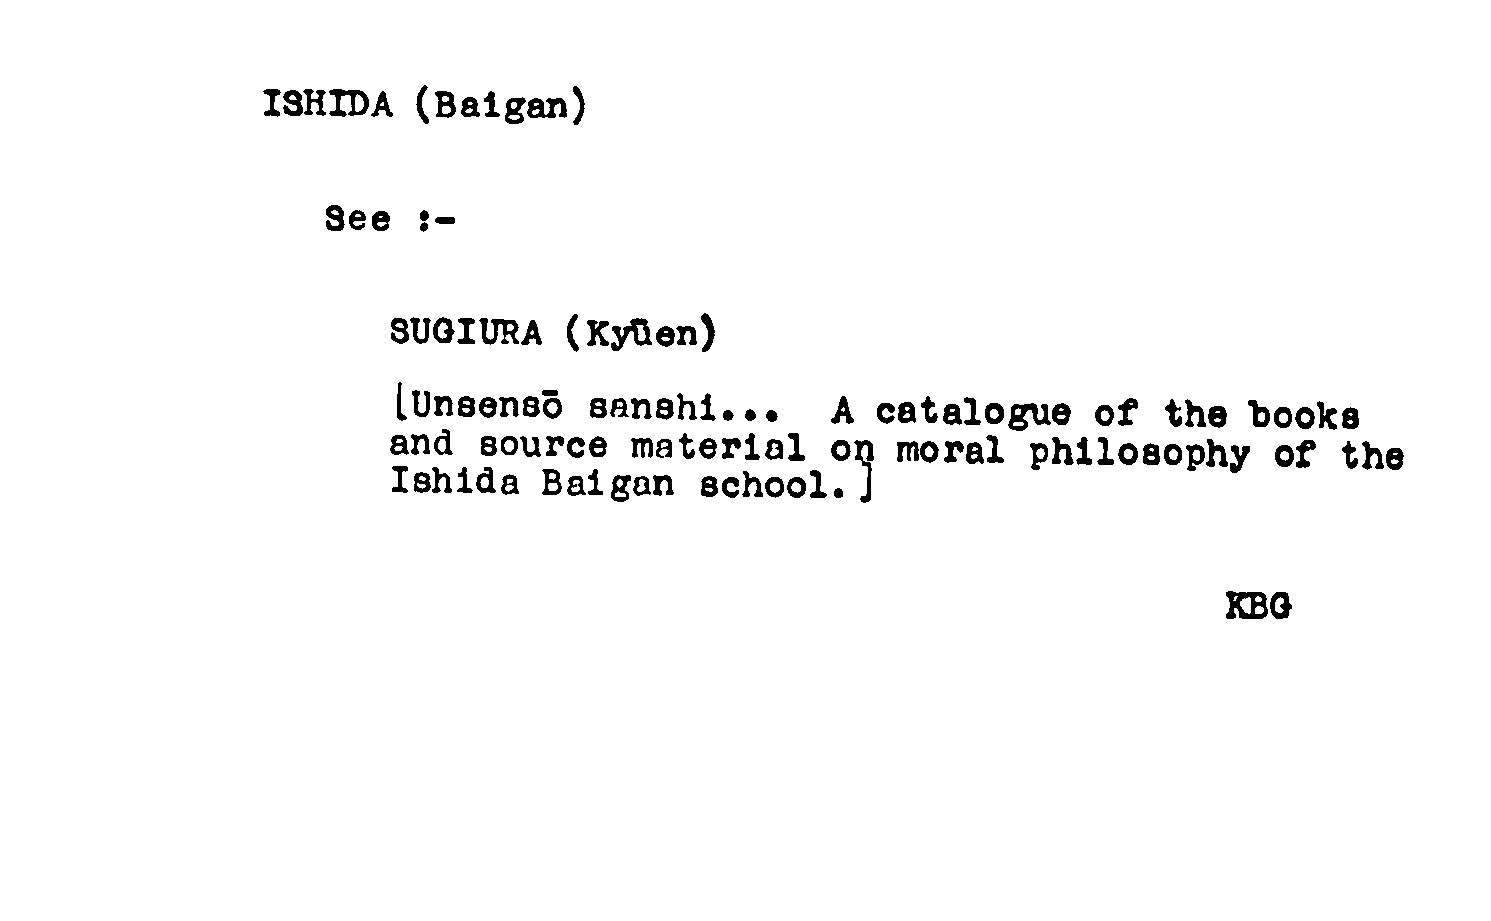 ISHIDA (Baigan)
See :-
SUGIURA (Kyūen)
[Unsensō sanshi... A catalogue of the books
and source material on moral philosophy of the
Ishida Baigan school.]
KBG